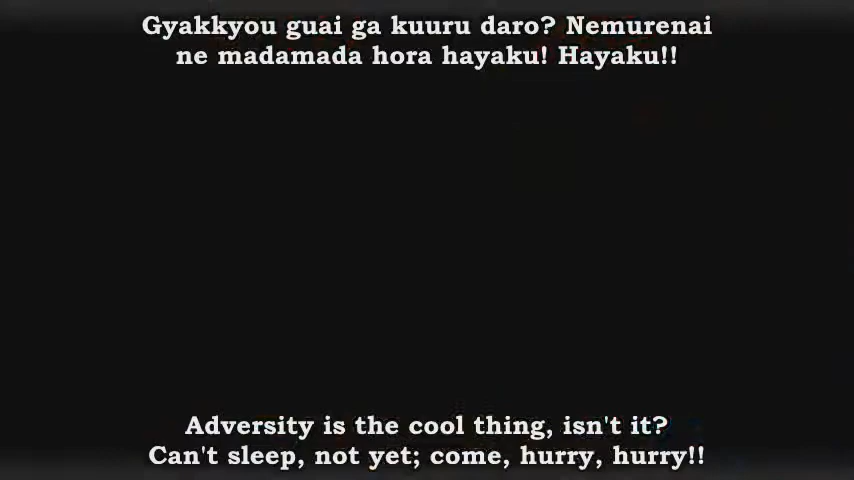 Gyakkyou guai ga kuuru daro? Nemurenai
ne madamada hora hayaku! Hayaku!!
Adversity is the cool thing, isn't it?
Can't sleep, not yet; come, hurry, hurry!!